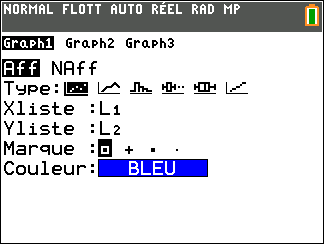 NORMAL FLOTT AUTO RÉEL RAD MP
Graph1 Graph2 Graph3
Aff NAff
Type:
Xliste :L1
Yliste :L2
Marque :
Couleur: BLEU